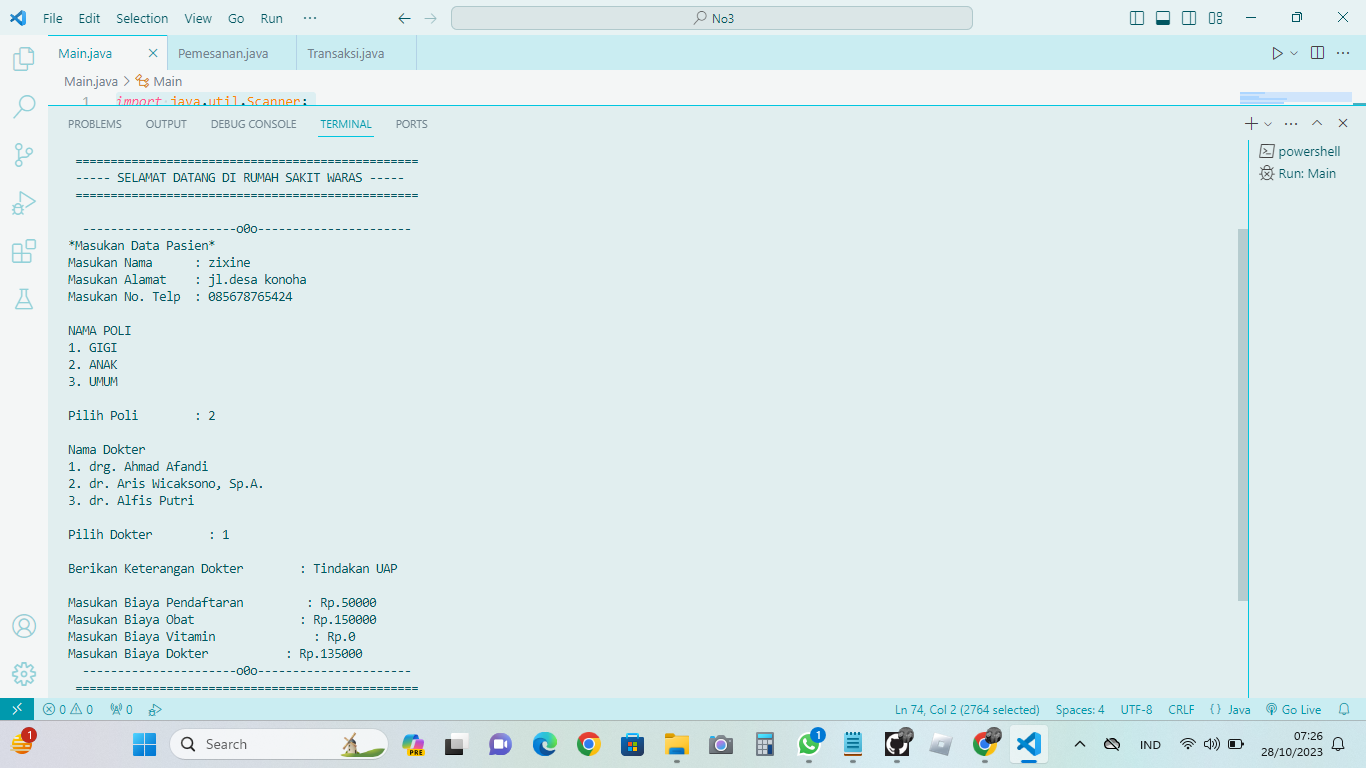 File Edit Selection View Go Run ··· No3
Main.java Pemesanan.java Transaksi.java
Main.java > Main
1 import java.util.Scanner;
PROBLEMS OUTPUT DEBUG CONSOLE TERMINAL PORTS
powershell
Run: Main
=================================================
----- SELAMAT DATANG DI RUMAH SAKIT WARAS -----
=================================================
----------------------o0o----------------------
*Masukan Data Pasien*
Masukan Nama : zixine
Masukan Alamat : jl.desa konoha
Masukan No. Telp : 085678765424
NAMA POLI
1. GIGI
2. ANAK
3. UMUM
Pilih Poli : 2
Nama Dokter
1. drg. Ahmad Afandi
2. dr. Aris Wicaksono, Sp.A.
3. dr. Alfis Putri
Pilih Dokter : 1
Berikan Keterangan Dokter : Tindakan UAP
Masukan Biaya Pendaftaran : Rp.50000
Masukan Biaya Obat : Rp.150000
Masukan Biaya Vitamin : Rp.0
Masukan Biaya Dokter : Rp.135000
----------------------o0o----------------------
=================================================
0 0 0 Ln 74, Col 2 (2764 selected) Spaces: 4 UTF-8 CRLF {} Java Go Live
1 Search PRE 1 IND 07:26
28/10/2023